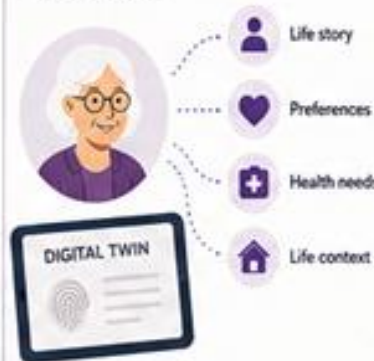 Life story
Preferences
Health needs
Life context
DIGITAL TWIN